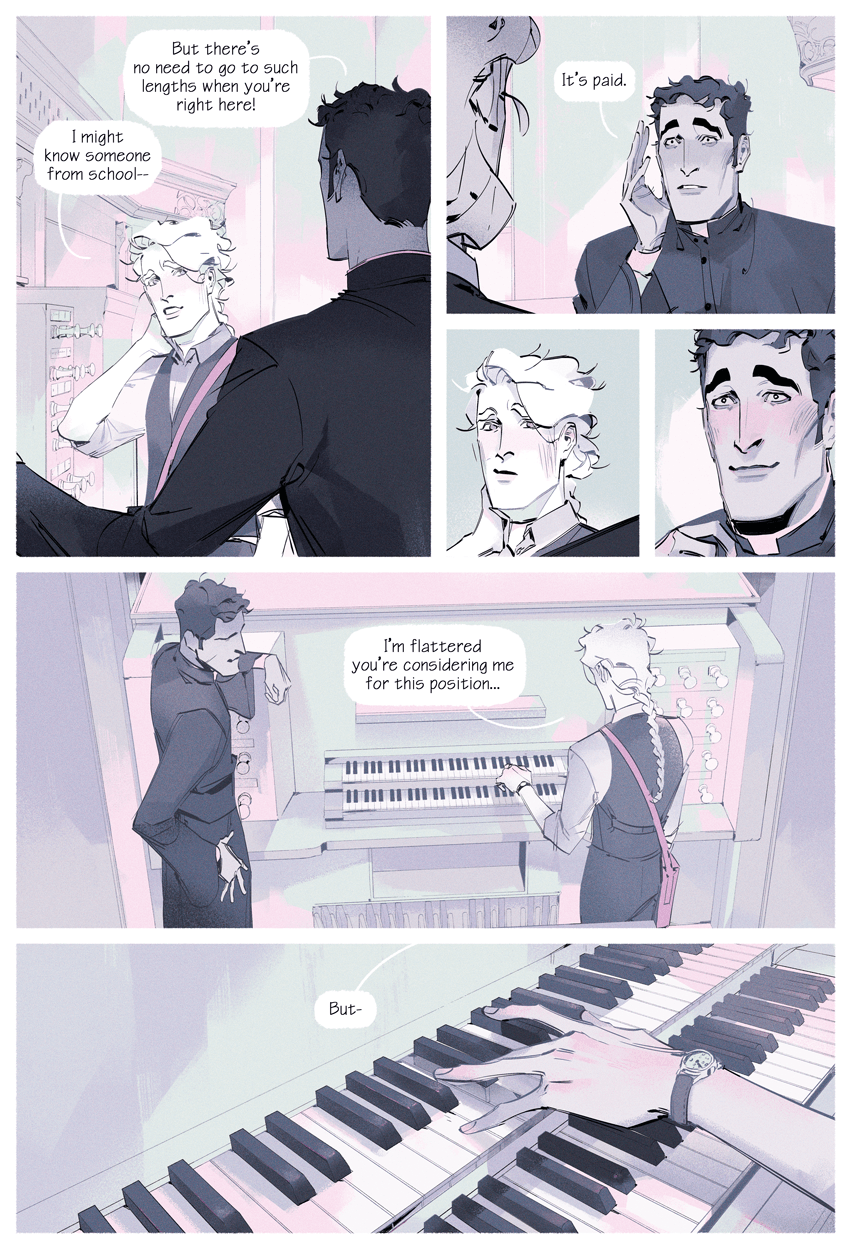 But there's
no need to go to such
lengths when you're
right here!
I might
know someone
from school--
It's paid.
I'm flattered
you're considering me
for this position...
But-